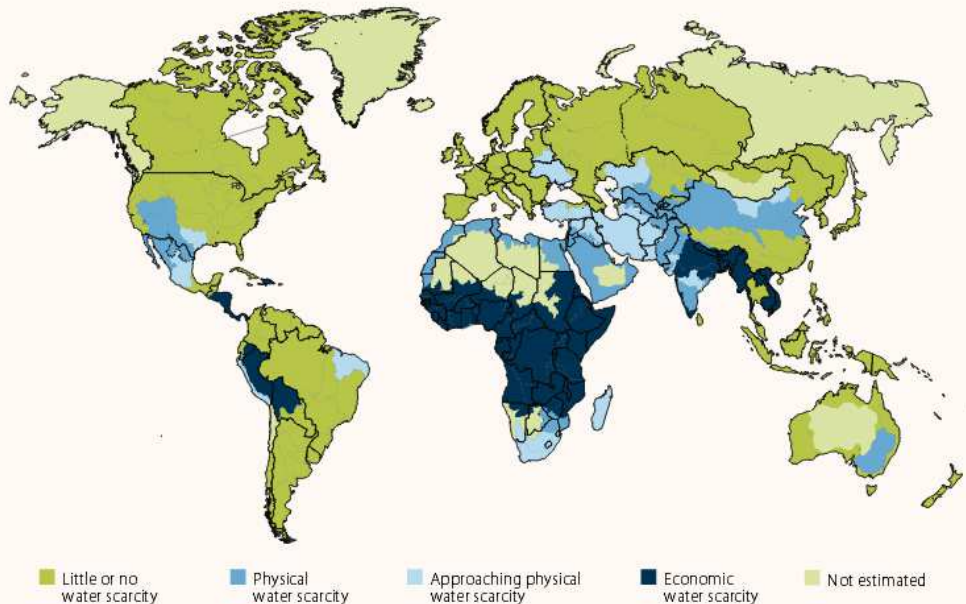 Little or no
water scarcity
Physical
water scarcity
Approaching physical
water scarcity
Economic
water scarcity
Not estimated